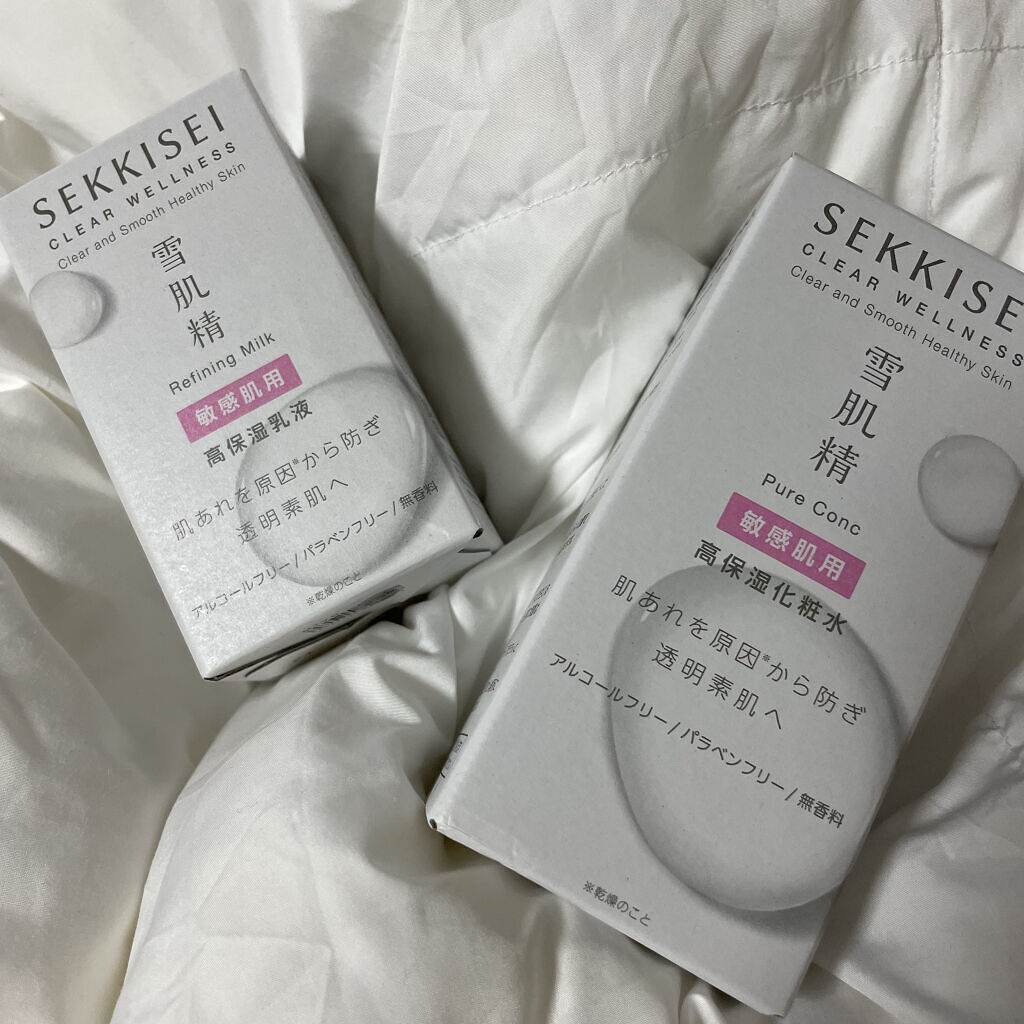 SEKKISEI
CLEAR WELLNESS
Clear and Smooth Healthy Skin
雪肌精
Refining Milk
敏感肌用
高保湿乳液
肌あれを原因※から防ぎ
透明素肌へ
アルコールフリー/パラベンフリー/無香料
※乾燥のこと
SEKKISE
CLEAR WELLNESS
Clear and Smooth Healthy Skin
雪肌精
Pure Conc
敏感肌用
高保湿化粧水
肌あれを原因※から防ぎ
透明素肌へ
アルコールフリー/パラベンフリー/無香料
※乾燥のこと